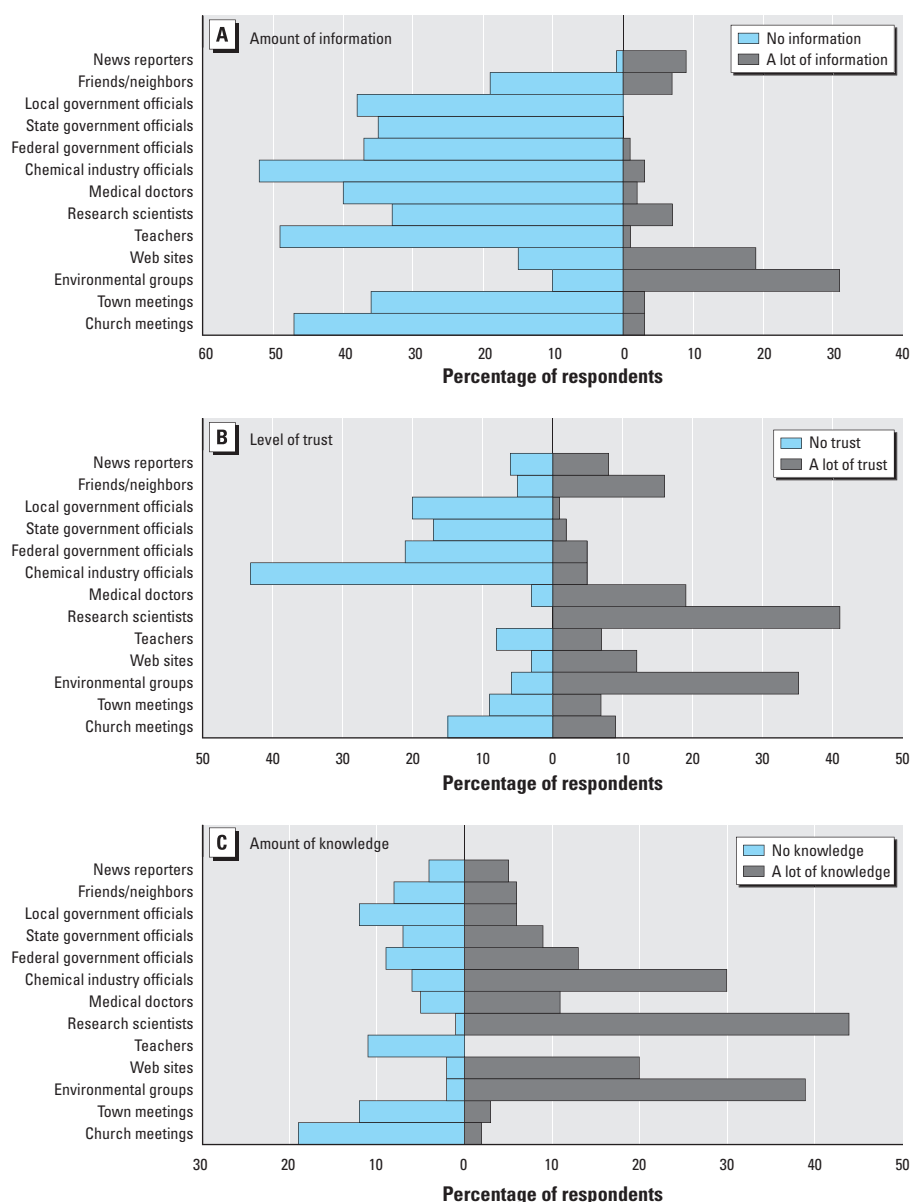 A Amount of information
No information
A lot of information
News reporters
Friends/neighbors
Local government officials
State government officials
Federal government officials
Chemical industry officials
Medical doctors
Research scientists
Teachers
Web sites
Environmental groups
Town meetings
Church meetings
60 50 40 30 20 10 0 10 20 30 40
Percentage of respondents
B Level of trust
No trust
A lot of trust
News reporters
Friends/neighbors
Local government officials
State government officials
Federal government officials
Chemical industry officials
Medical doctors
Research scientists
Teachers
Web sites
Environmental groups
Town meetings
Church meetings
50 40 30 20 10 0 10 20 30 40 50
Percentage of respondents
C Amount of knowledge
No knowledge
A lot of knowledge
News reporters
Friends/neighbors
Local government officials
State government officials
Federal government officials
Chemical industry officials
Medical doctors
Research scientists
Teachers
Web sites
Environmental groups
Town meetings
Church meetings
30 20 10 0 10 20 30 40 50
Percentage of respondents